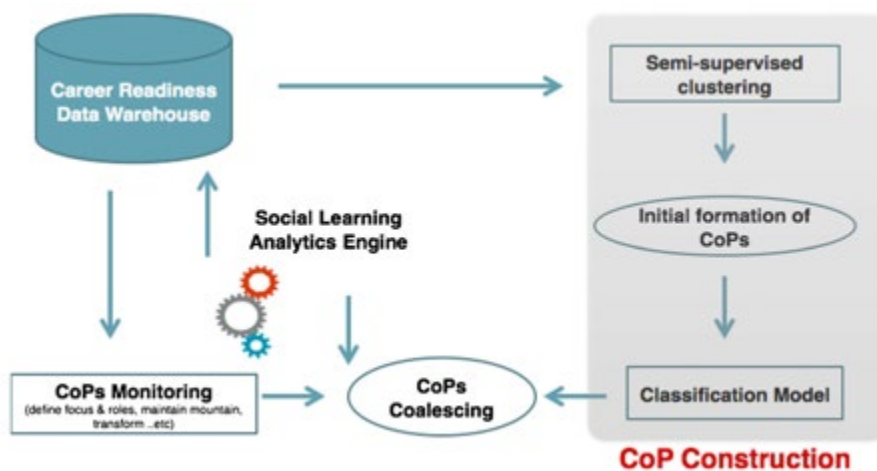 Career Readiness
Data Warehouse
Semi-supervised
clustering
Initial formation of
CoPs
Social Learning
Analytics Engine
CoPs Monitoring
(define focus & roles, maintain mountain,
transform ..etc)
CoPs
Coalescing
Classification Model
CoP Construction